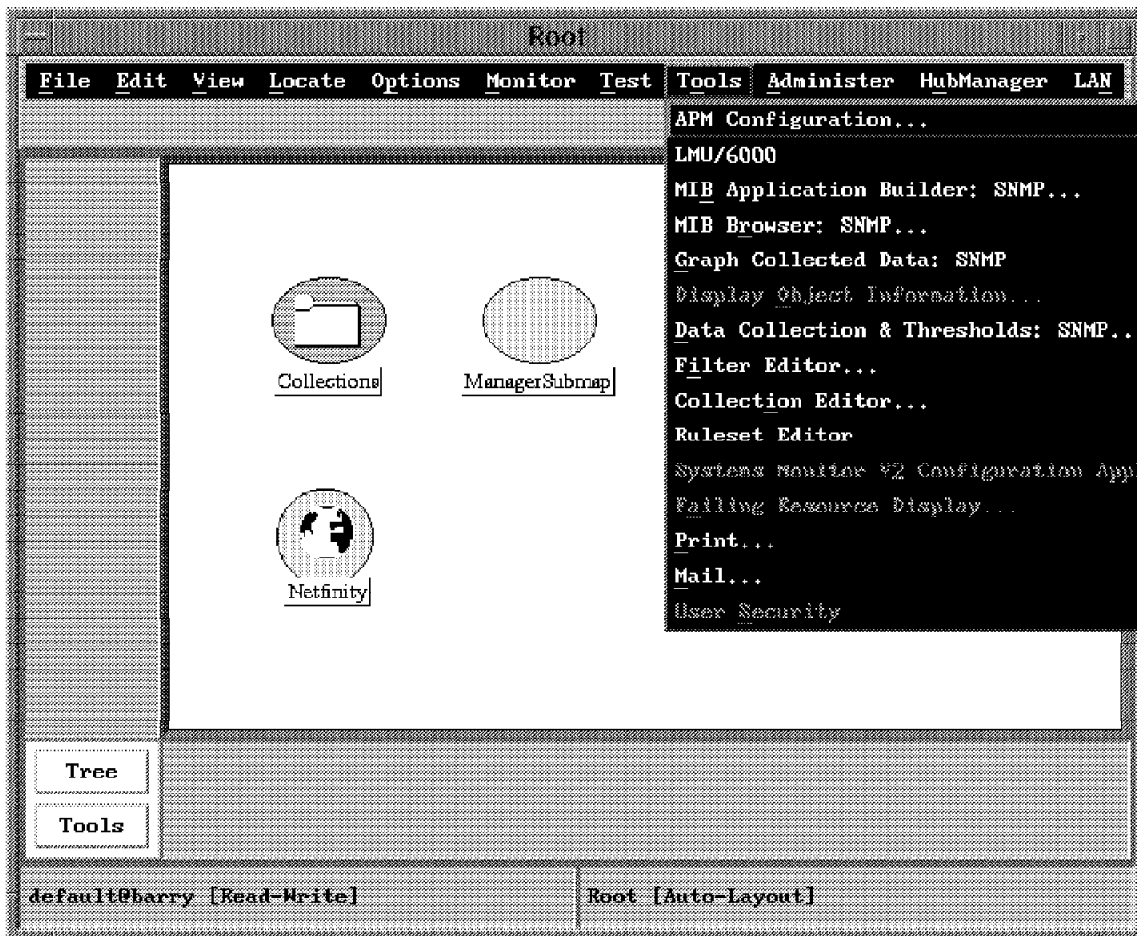 Root
File Edit View Locate Options Monitor Test Tools Administer HubManager LAN
APM Configuration...
LMU/6000
MIB Application Builder: SNMP...
MIB Browser: SNMP...
Graph Collected Data: SNMP
Display Object Information...
Data Collection & Thresholds: SNMP..
Filter Editor...
Collection Editor...
Ruleset Editor
Systems Monitor V2 Configuration App
Failing Resource Display...
Print...
Mail...
User Security
Collections
ManagerSubmap
Netfinity
Tree
Tools
default@barry [Read-Write]
Root [Auto-Layout]